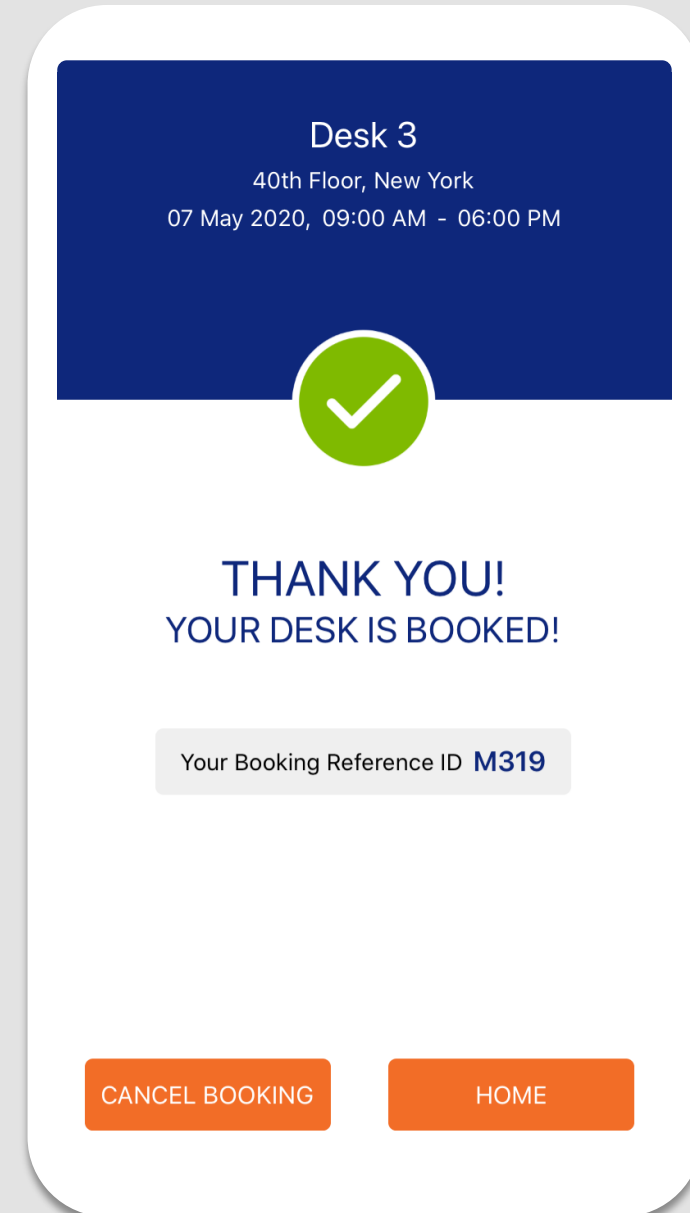 Desk 3
40th Floor, New York
07 May 2020, 09:00 AM - 06:00 PM
THANK YOU!
YOUR DESK IS BOOKED!
Your Booking Reference ID M319
CANCEL BOOKING HOME